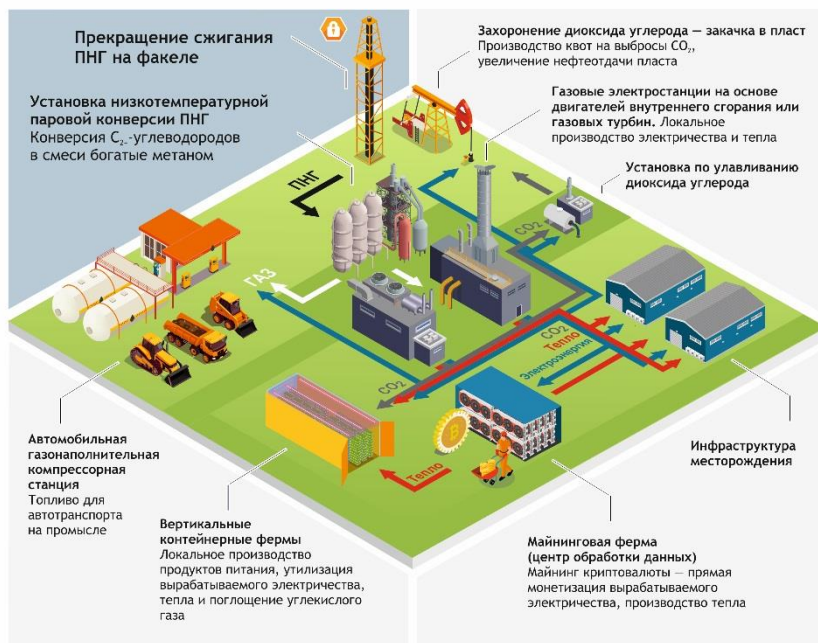 Прекращение сжигания
ПНГ на факеле
Установка низкотемпературной
паровой конверсии ПНГ
Конверсия C₂₊-углеводородов
в смеси богатые метаном
Захоронение диоксида углерода — закачка в пласт
Производство квот на выбросы CO₂,
увеличение нефтеотдачи пласта
Газовые электростанции на основе
двигателей внутреннего сгорания или
газовых турбин. Локальное
производство электричества и тепла
Установка по улавливанию
диоксида углерода
ПНГ
CO₂
ГАЗ
CO₂
Тепло
Электроэнергия
CO₂
B
Тепло
Автомобильная
газонаполнительная
компрессорная
станция
Топливо для
автотранспорта
на промысле
Вертикальные
контейнерные фермы
Локальное производство
продуктов питания, утилизация
вырабатываемого электричества,
тепла и поглощение углекислого
газа
Майнинговая ферма
(центр обработки данных)
Майнинг криптовалюты — прямая
монетизация вырабатываемого
электричества, производство тепла
Инфраструктура
месторождения